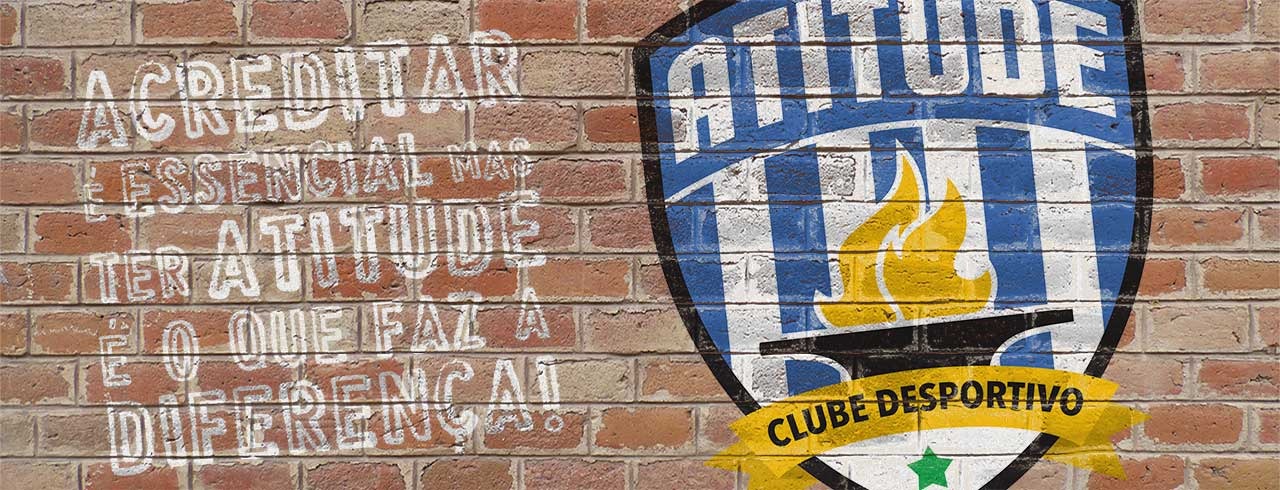 ACREDITAR
É ESSENCIAL MAS
TER ATITUDE
É O QUE FAZ A
DIFERENÇA!
ATITUDE
CLUBE DESPORTIVO